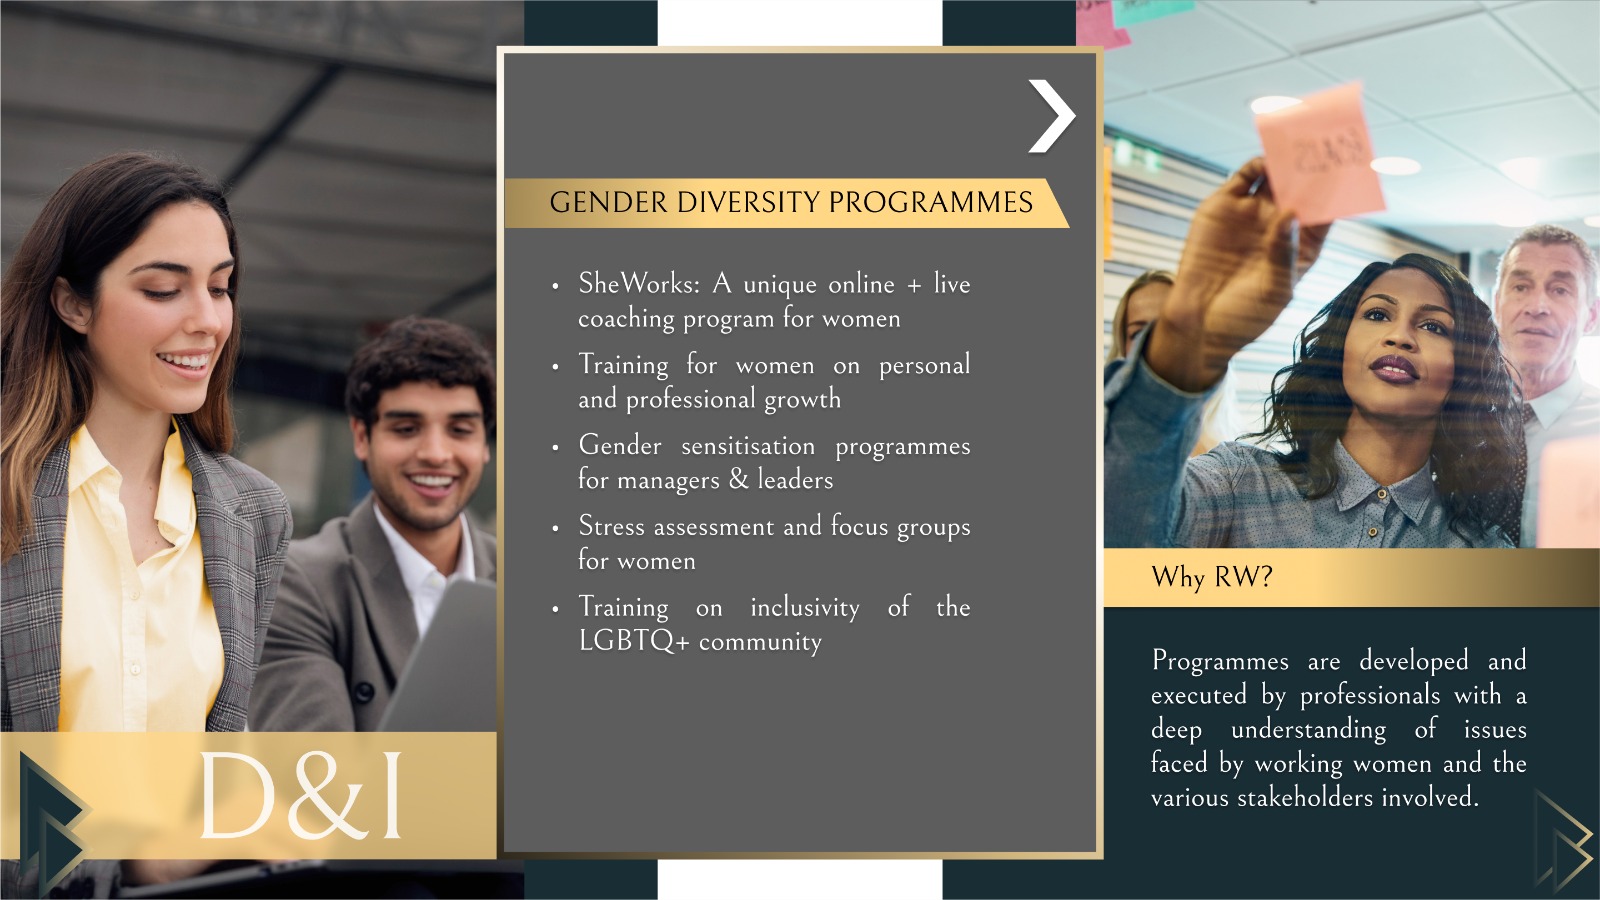 GENDER DIVERSITY PROGRAMMES
• SheWorks: A unique online + live
coaching program for women
• Training for women on personal
and professional growth
• Gender sensitisation programmes
for managers & leaders
• Stress assessment and focus groups
for women
• Training on inclusivity of the
LGBTQ+ community
D&I
Why RW?
Programmes are developed and
executed by professionals with a
deep understanding of issues
faced by working women and the
various stakeholders involved.